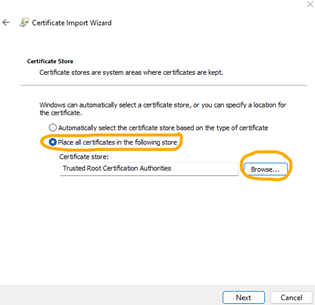 Certificate Import Wizard
Certificate Store
Certificate stores are system areas where certificates are kept.
Windows can automatically select a certificate store, or you can specify a location for
the certificate.
Automatically select the certificate store based on the type of certificate
Place all certificates in the following store
Certificate store:
Trusted Root Certification Authorities
Browse...
Next
Cancel